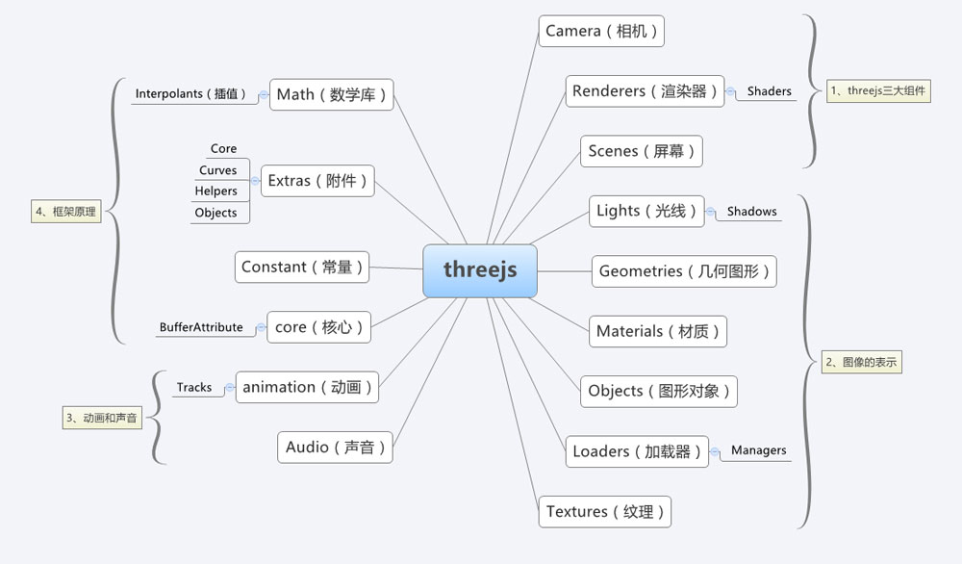 Camera（相机）
Renderers（渲染器）
Shaders
1、threejs三大组件
Scenes（屏幕）
Lights（光线）
Shadows
Geometries（几何图形）
Materials（材质）
2、图像的表示
Objects（图形对象）
Loaders（加载器）
Managers
Textures（纹理）
threejs
Interpolants（插值）
Math（数学库）
Core
Curves
Helpers
Objects
Extras（附件）
4、框架原理
Constant（常量）
BufferAttribute
core（核心）
Tracks
animation（动画）
3、动画和声音
Audio（声音）